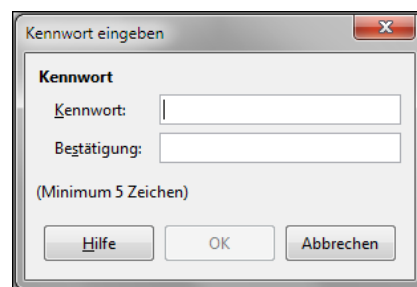 Kennwort eingeben
Kennwort
Kennwort:
Bestätigung:
(Minimum 5 Zeichen)
Hilfe OK Abbrechen